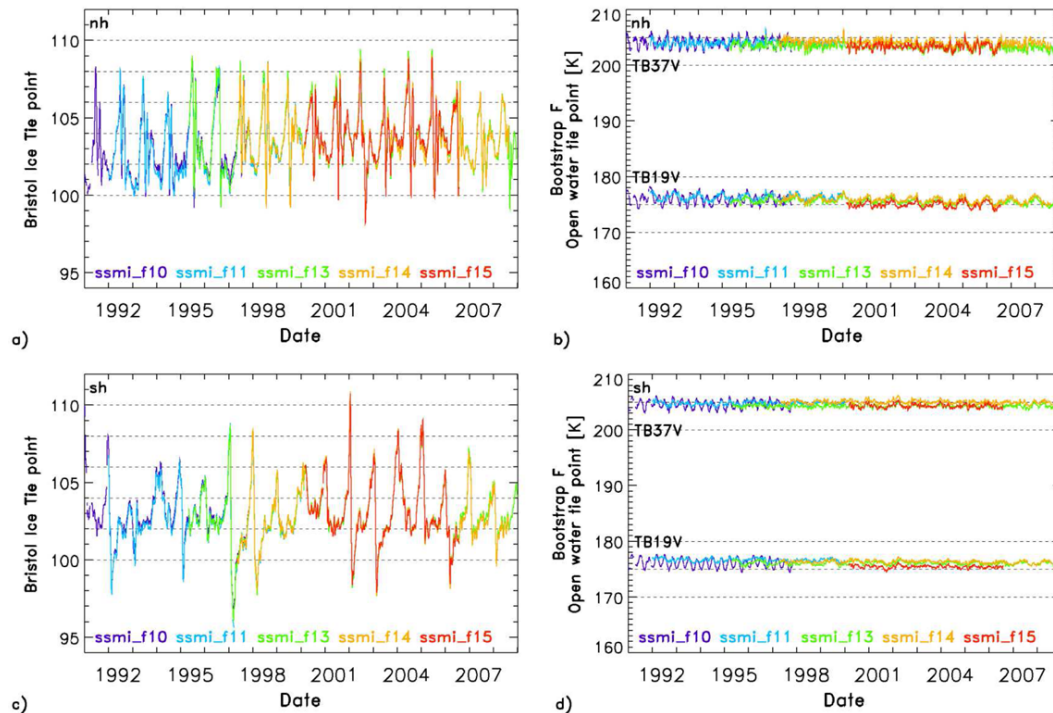 nh
110
105
100
95
Bristol Ice Tie point
ssmi_f10 ssmi_f11 ssmi_f13 ssmi_f14 ssmi_f15
1992 1995 1998 2001 2004 2007
Date
a)
nh
210
200
190
180
170
160
Bootstrap F
Open water tie point [K]
TB37V
TB19V
ssmi_f10 ssmi_f11 ssmi_f13 ssmi_f14 ssmi_f15
1992 1995 1998 2001 2004 2007
Date
b)
sh
110
105
100
95
Bristol Ice Tie point
ssmi_f10 ssmi_f11 ssmi_f13 ssmi_f14 ssmi_f15
1992 1995 1998 2001 2004 2007
Date
c)
sh
210
200
190
180
170
160
Bootstrap F
Open water tie point [K]
TB37V
TB19V
ssmi_f10 ssmi_f11 ssmi_f13 ssmi_f14 ssmi_f15
1992 1995 1998 2001 2004 2007
Date
d)